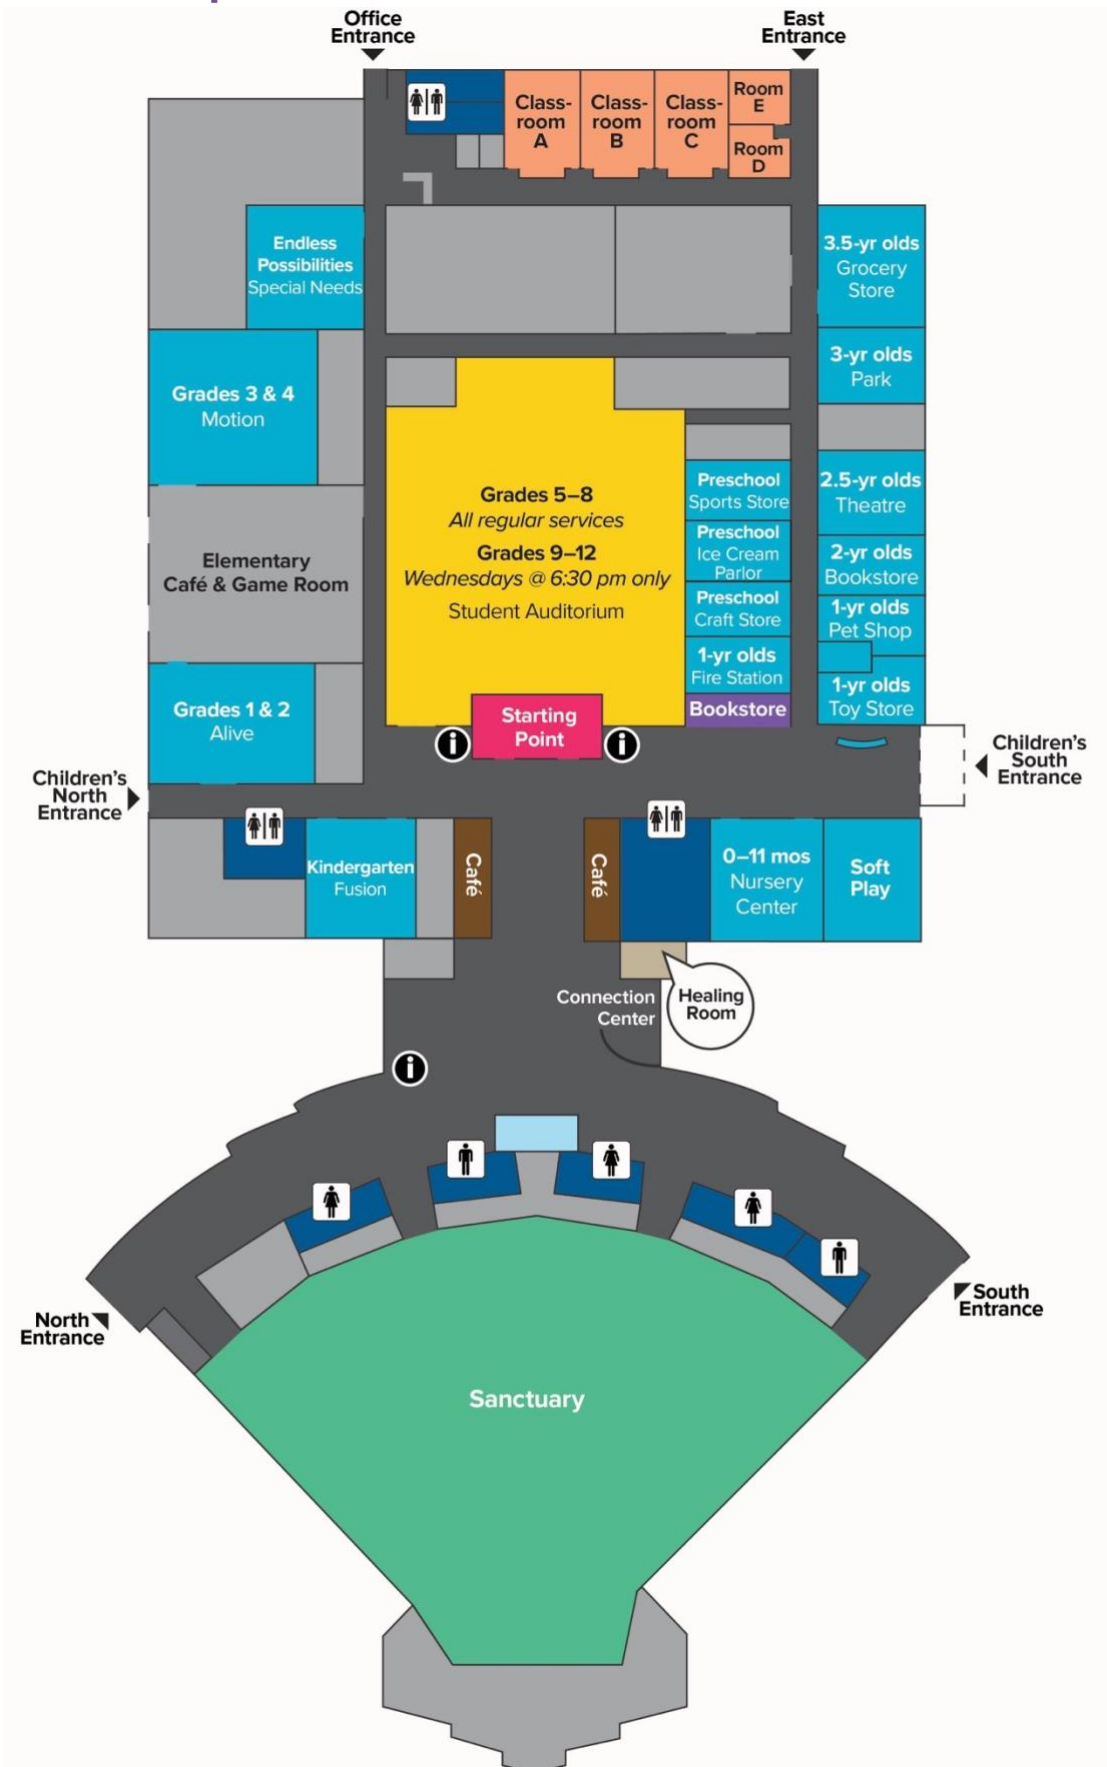 Office
Entrance
East
Entrance
Class-
room
A
Class-
room
B
Class-
room
C
Room
E
Room
D
Endless
Possibilities
Special Needs
3.5-yr olds
Grocery
Store
3-yr olds
Park
Grades 3 & 4
Motion
Grades 5–8
All regular services
Grades 9–12
Wednesdays @ 6:30 pm only
Student Auditorium
Preschool
Sports Store
Preschool
Ice Cream
Parlor
Preschool
Craft Store
1-yr olds
Fire Station
Bookstore
2.5-yr olds
Theatre
2-yr olds
Bookstore
1-yr olds
Pet Shop
1-yr olds
Toy Store
Elementary
Café & Game Room
Grades 1 & 2
Alive
Starting
Point
i
i
Children's
North
Entrance
Children's
South
Entrance
Kindergarten
Fusion
Café
Café
0–11 mos
Nursery
Center
Soft
Play
Connection
Center
Healing
Room
i
North
Entrance
South
Entrance
Sanctuary